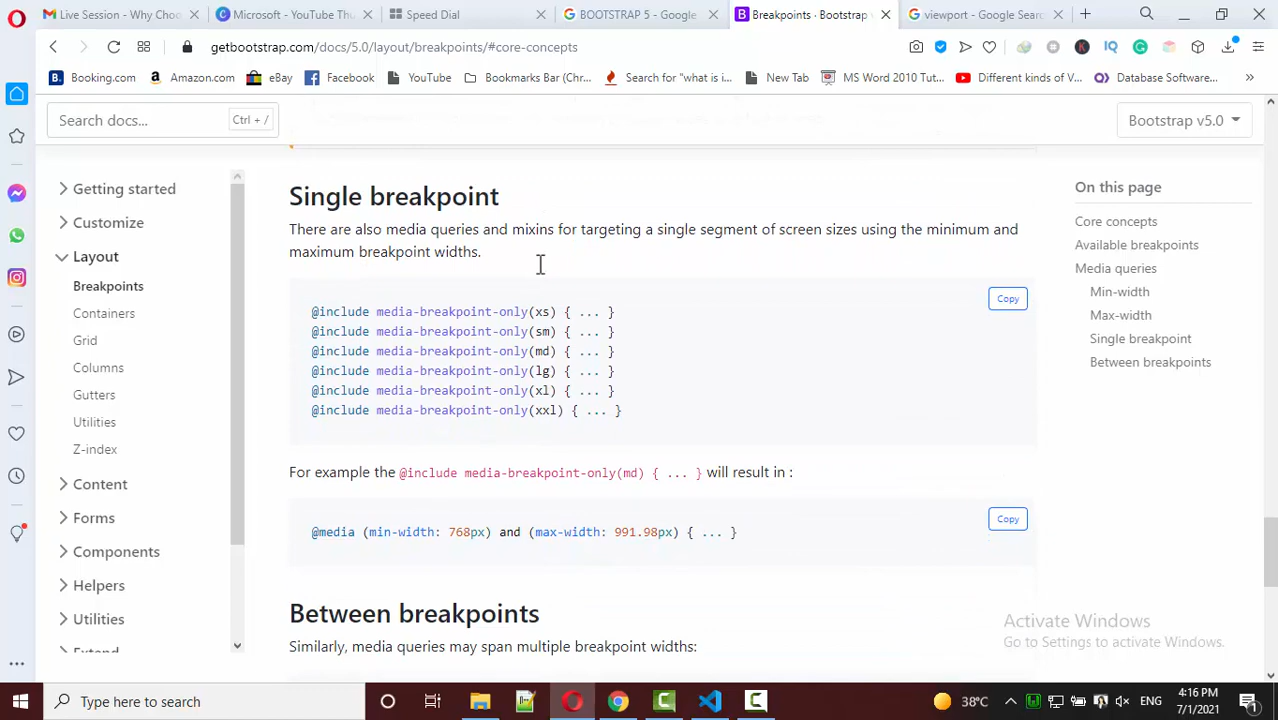 Live Session - Why Choo
Microsoft - YouTube Thu
Speed Dial
BOOTSTRAP 5 - Google
Breakpoints · Bootstrap
viewport - Google Sear
getbootstrap.com/docs/5.0/layout/breakpoints/#core-concepts
Booking.com
Amazon.com
eBay
Facebook
YouTube
Bookmarks Bar (Chr...
Search for "what is i...
New Tab
MS Word 2010 Tut...
Different kinds of V...
Database Software...
Search docs...
Ctrl + /
Bootstrap v5.0
Getting started
Customize
Layout
Breakpoints
Containers
Grid
Columns
Gutters
Utilities
Z-index
Content
Forms
Components
Helpers
Utilities
Extend
Single breakpoint
There are also media queries and mixins for targeting a single segment of screen sizes using the minimum and
maximum breakpoint widths.
Copy
@include media-breakpoint-only(xs) { ... }
@include media-breakpoint-only(sm) { ... }
@include media-breakpoint-only(md) { ... }
@include media-breakpoint-only(lg) { ... }
@include media-breakpoint-only(xl) { ... }
@include media-breakpoint-only(xxl) { ... }
For example the @include media-breakpoint-only(md) { ... } will result in :
Copy
@media (min-width: 768px) and (max-width: 991.98px) { ... }
Between breakpoints
Similarly, media queries may span multiple breakpoint widths:
On this page
Core concepts
Available breakpoints
Media queries
Min-width
Max-width
Single breakpoint
Between breakpoints
Activate Windows
Go to Settings to activate Windows.
Type here to search
38°C
ENG
4:16 PM
7/1/2021
1